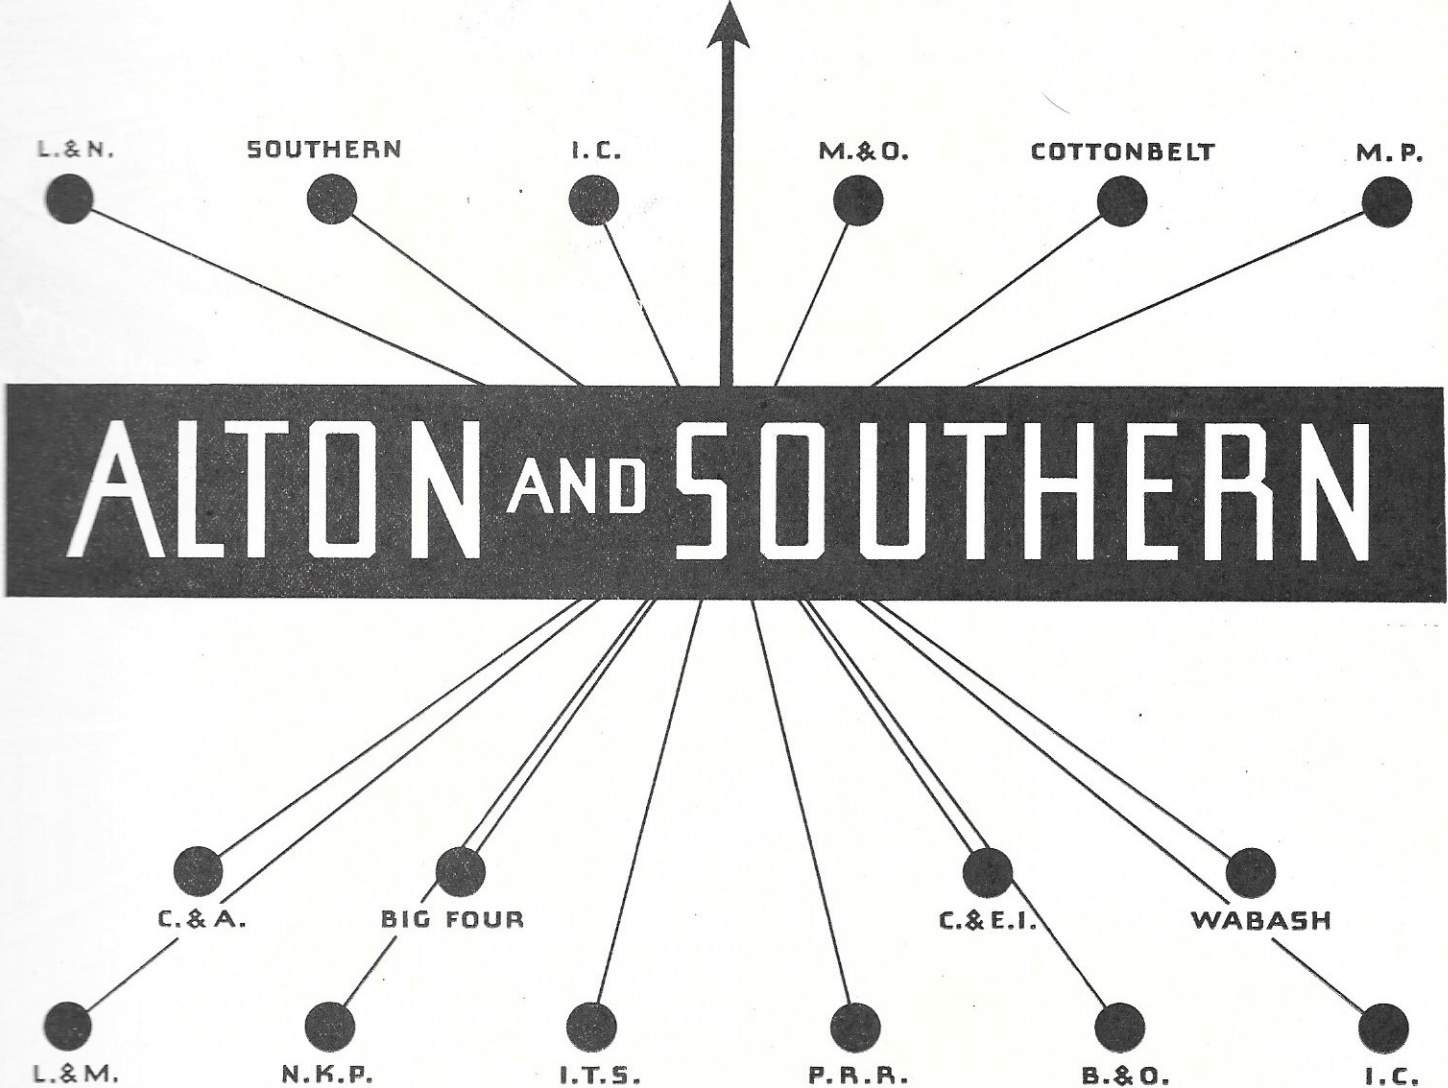 L.&N. SOUTHERN I.C. M.&O. COTTONBELT M.P.
ALTON AND SOUTHERN
C.&A. BIG FOUR C.&E.I. WABASH
L.&M. N.K.P. I.T.S. P.R.R. B.&O. I.C.